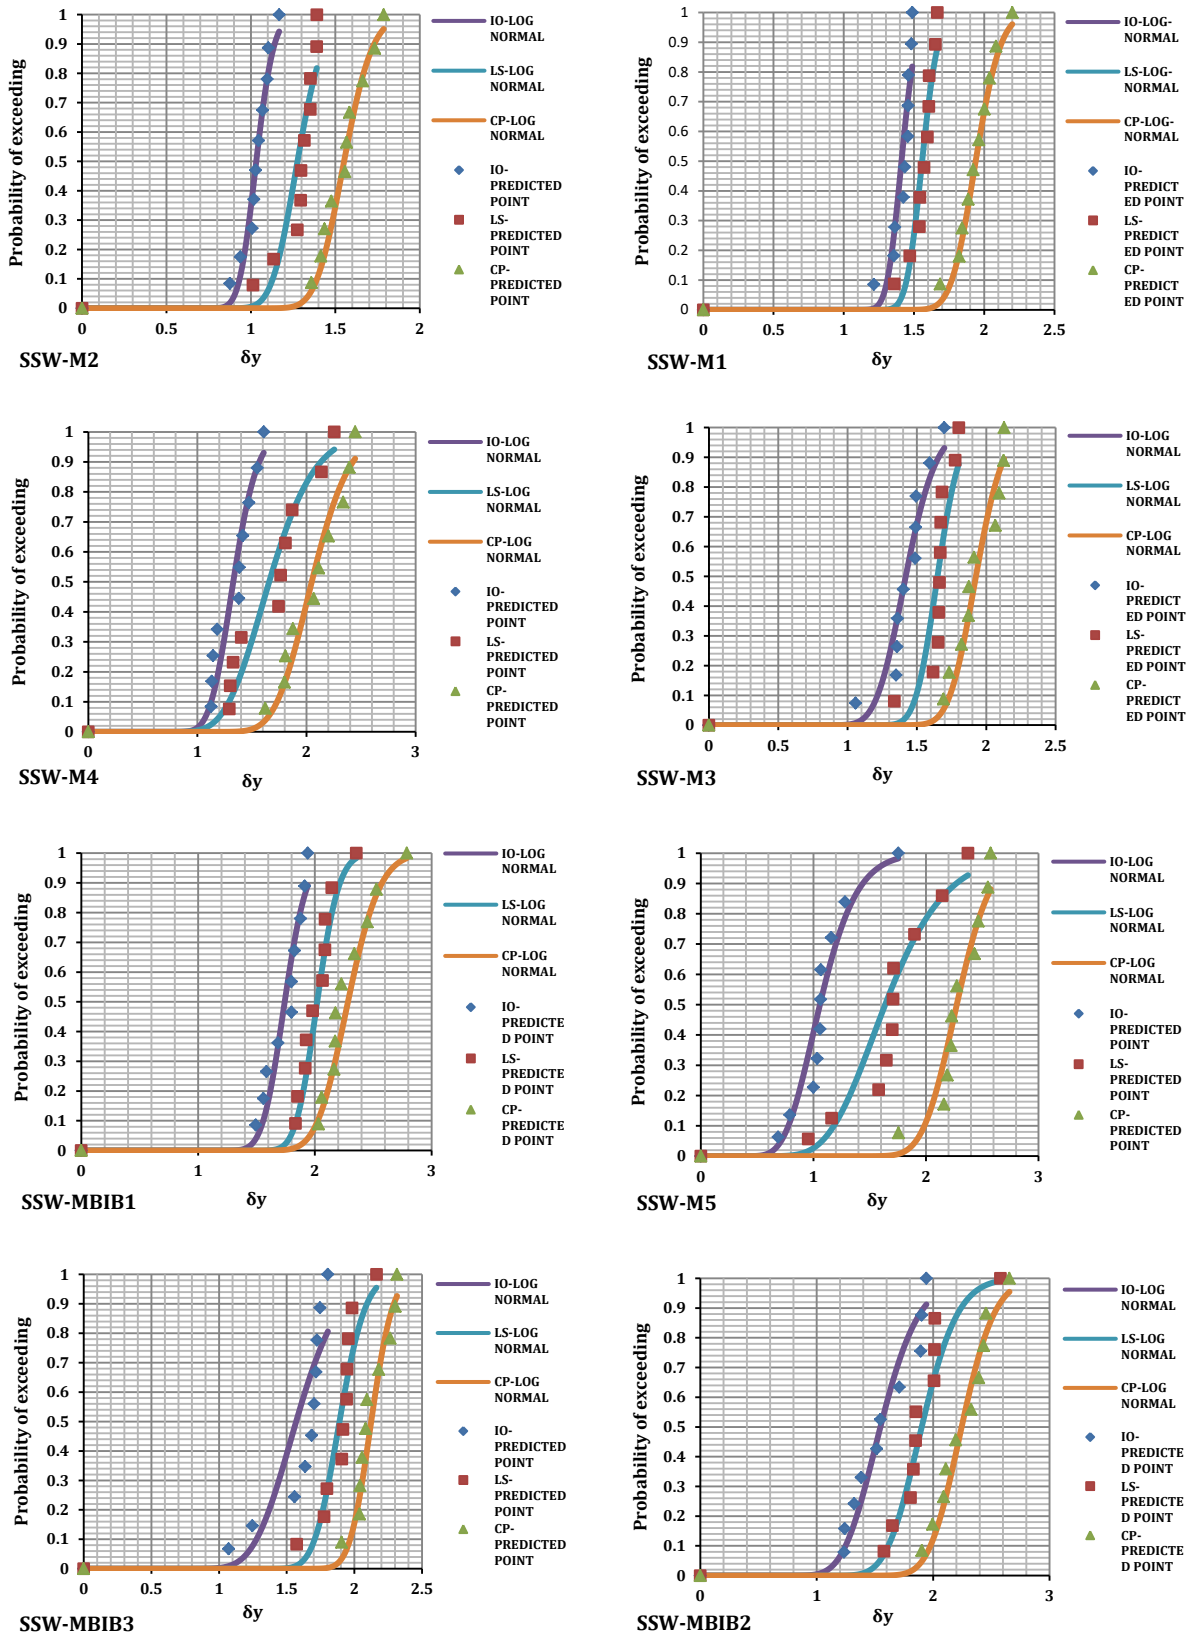 Probability of exceeding
1
0.9
0.8
0.7
0.6
0.5
0.4
0.3
0.2
0.1
0
0
0.5
1
1.5
2
δy
SSW-M2
IO-LOG
NORMAL
LS-LOG
NORMAL
CP-LOG
NORMAL
IO-
PREDICTED
POINT
LS-
PREDICTED
POINT
CP-
PREDICTED
POINT
Probability of exceeding
1
0.9
0.8
0.7
0.6
0.5
0.4
0.3
0.2
0.1
0
0
0.5
1
1.5
2
2.5
δy
SSW-M1
IO-LOG-
NORMAL
LS-LOG-
NORMAL
CP-LOG-
NORMAL
IO-
PREDICT
ED POINT
LS-
PREDICT
ED POINT
CP-
PREDICT
ED POINT
Probability of exceeding
1
0.9
0.8
0.7
0.6
0.5
0.4
0.3
0.2
0.1
0
0
1
2
3
δy
SSW-M4
IO-LOG
NORMAL
LS-LOG
NORMAL
CP-LOG
NORMAL
IO-
PREDICTED
POINT
LS-
PREDICTED
POINT
CP-
PREDICTED
POINT
Probability of exceeding
1
0.9
0.8
0.7
0.6
0.5
0.4
0.3
0.2
0.1
0
0
0.5
1
1.5
2
2.5
δy
SSW-M3
IO-LOG
NORMAL
LS-LOG
NORMAL
CP-LOG
NORMAL
IO-
PREDICT
ED POINT
LS-
PREDICT
ED POINT
CP-
PREDICT
ED POINT
Probability of exceeding
1
0.9
0.8
0.7
0.6
0.5
0.4
0.3
0.2
0.1
0
0
1
2
3
δy
SSW-MBIB1
IO-LOG
NORMAL
LS-LOG
NORMAL
CP-LOG
NORMAL
IO-
PREDICTE
D POINT
LS-
PREDICTE
D POINT
CP-
PREDICTE
D POINT
Probability of exceeding
1
0.9
0.8
0.7
0.6
0.5
0.4
0.3
0.2
0.1
0
0
1
2
3
δy
SSW-M5
IO-LOG
NORMAL
LS-LOG
NORMAL
CP-LOG
NORMAL
IO-
PREDICTED
POINT
LS-
PREDICTED
POINT
CP-
PREDICTED
POINT
Probability of exceeding
1
0.9
0.8
0.7
0.6
0.5
0.4
0.3
0.2
0.1
0
0
0.5
1
1.5
2
2.5
δy
SSW-MBIB3
IO-LOG
NORMAL
LS-LOG
NORMAL
CP-LOG
NORMAL
IO-
PREDICTED
POINT
LS-
PREDICTED
POINT
CP-
PREDICTED
POINT
Probability of exceeding
1
0.9
0.8
0.7
0.6
0.5
0.4
0.3
0.2
0.1
0
0
1
2
3
δy
SSW-MBIB2
IO-LOG
NORMAL
LS-LOG
NORMAL
CP-LOG
NORMAL
IO-
PREDICTE
D POINT
LS-
PREDICTE
D POINT
CP-
PREDICTE
D POINT